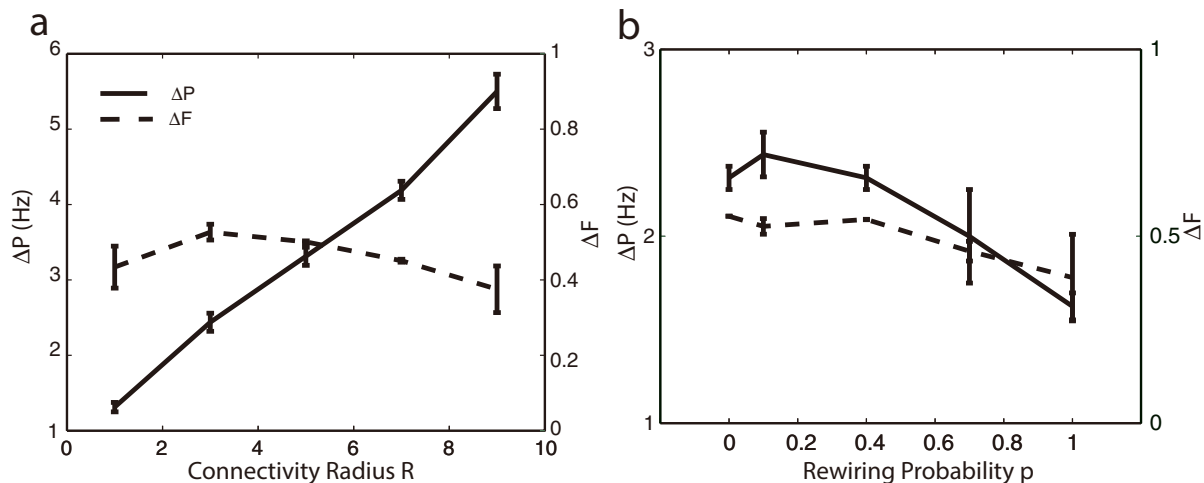 a
6
5
4
3
2
1
ΔP (Hz)
ΔP
ΔF
1
0.8
0.6
0.4
0.2
0
ΔF
0 2 4 6 8 10
Connectivity Radius R
b
3
2
1
ΔP (Hz)
1
0.5
0
ΔF
0 0.2 0.4 0.6 0.8 1
Rewiring Probability p